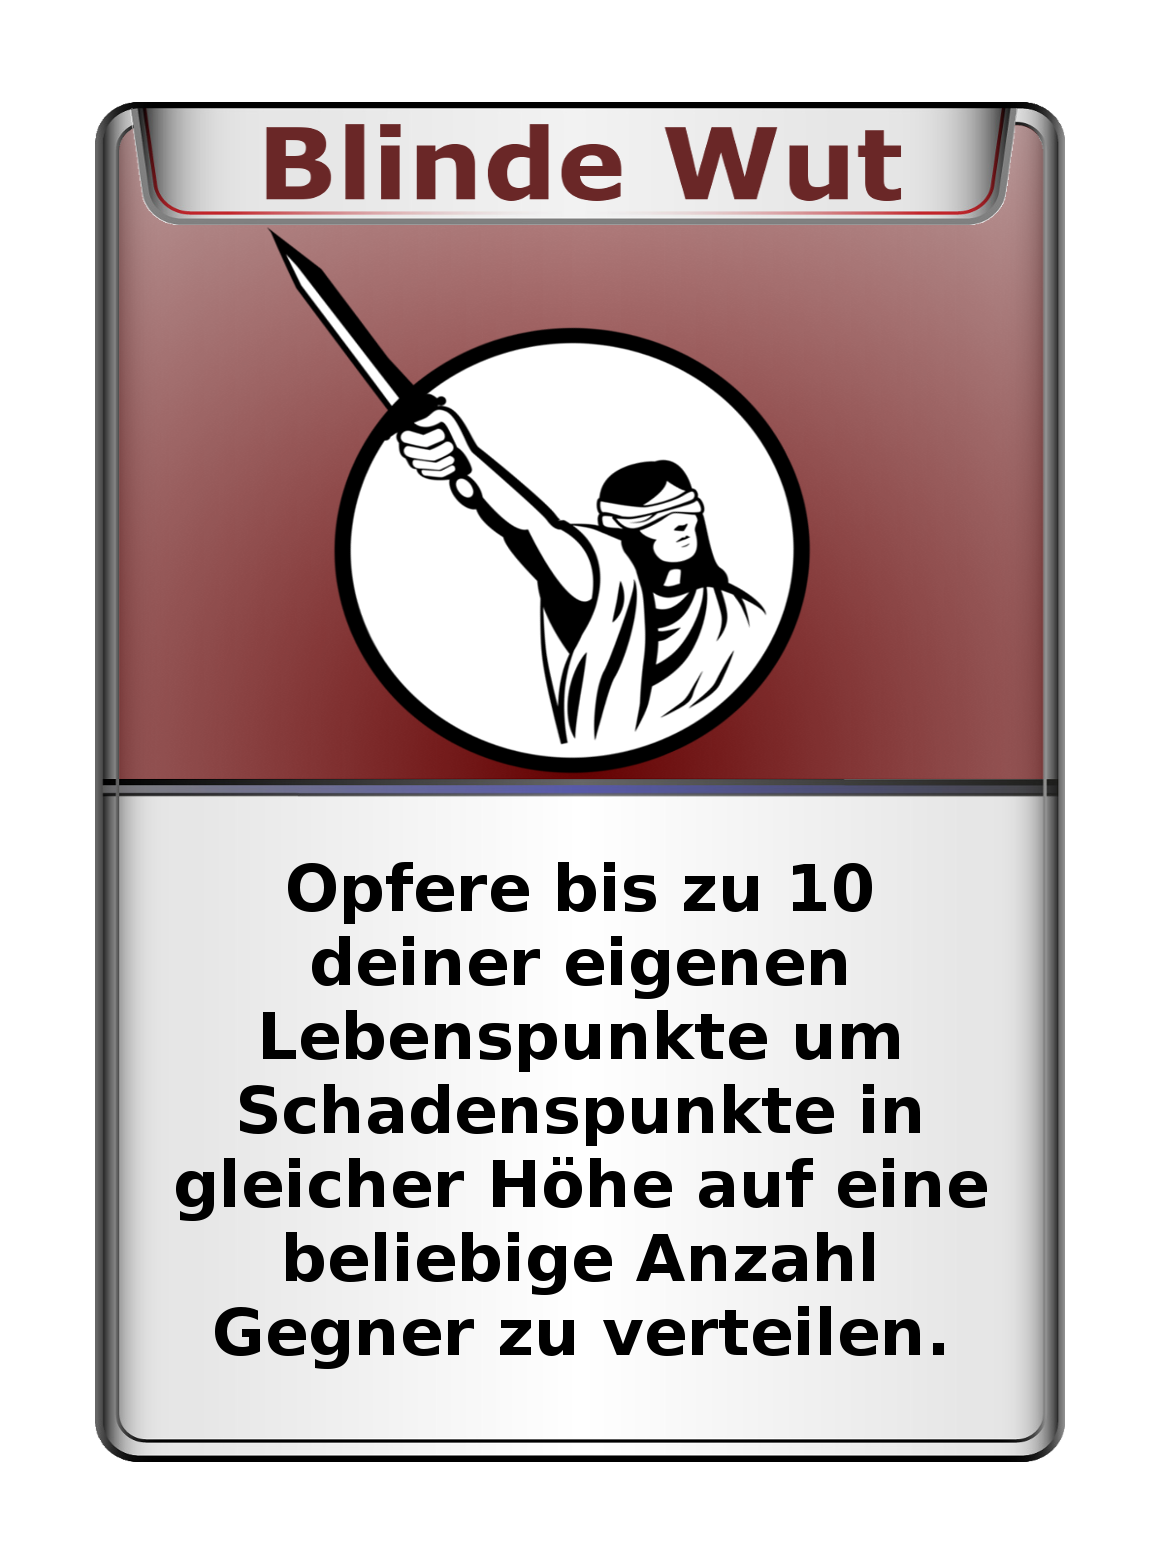 Blinde Wut
Opfere bis zu 10
deiner eigenen
Lebenspunkte um
Schadenspunkte in
gleicher Höhe auf eine
beliebige Anzahl
Gegner zu verteilen.